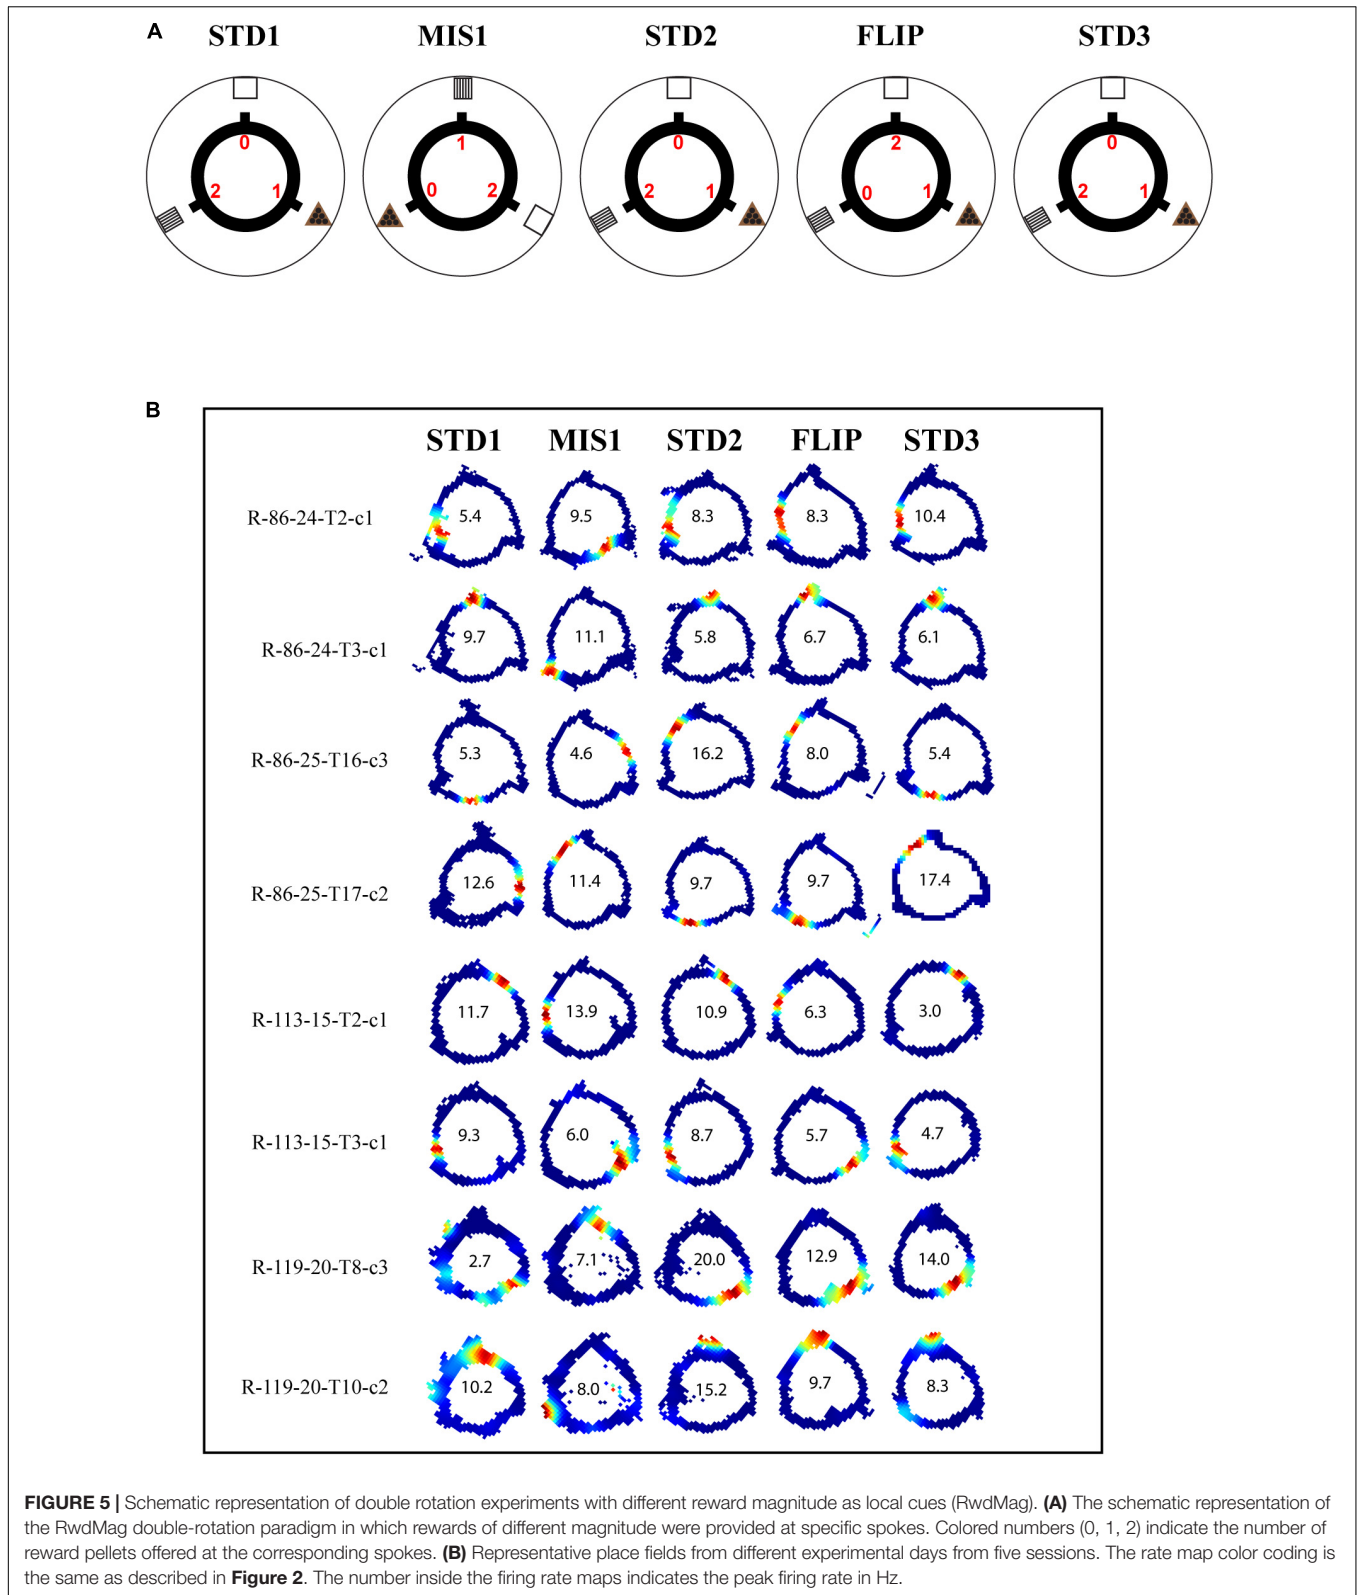 A
STD1 MIS1 STD2 FLIP STD3
0 1 0 2 0
2 1 0 2 2 1 0 1 2 1
B
STD1 MIS1 STD2 FLIP STD3
R-86-24-T2-c1 5.4 9.5 8.3 8.3 10.4
R-86-24-T3-c1 9.7 11.1 5.8 6.7 6.1
R-86-25-T16-c3 5.3 4.6 16.2 8.0 5.4
R-86-25-T17-c2 12.6 11.4 9.7 9.7 17.4
R-113-15-T2-c1 11.7 13.9 10.9 6.3 3.0
R-113-15-T3-c1 9.3 6.0 8.7 5.7 4.7
R-119-20-T8-c3 2.7 7.1 20.0 12.9 14.0
R-119-20-T10-c2 10.2 8.0 15.2 9.7 8.3
FIGURE 5 | Schematic representation of double rotation experiments with different reward magnitude as local cues (RwdMag). (A) The schematic representation of
the RwdMag double-rotation paradigm in which rewards of different magnitude were provided at specific spokes. Colored numbers (0, 1, 2) indicate the number of
reward pellets offered at the corresponding spokes. (B) Representative place fields from different experimental days from five sessions. The rate map color coding is
the same as described in Figure 2. The number inside the firing rate maps indicates the peak firing rate in Hz.